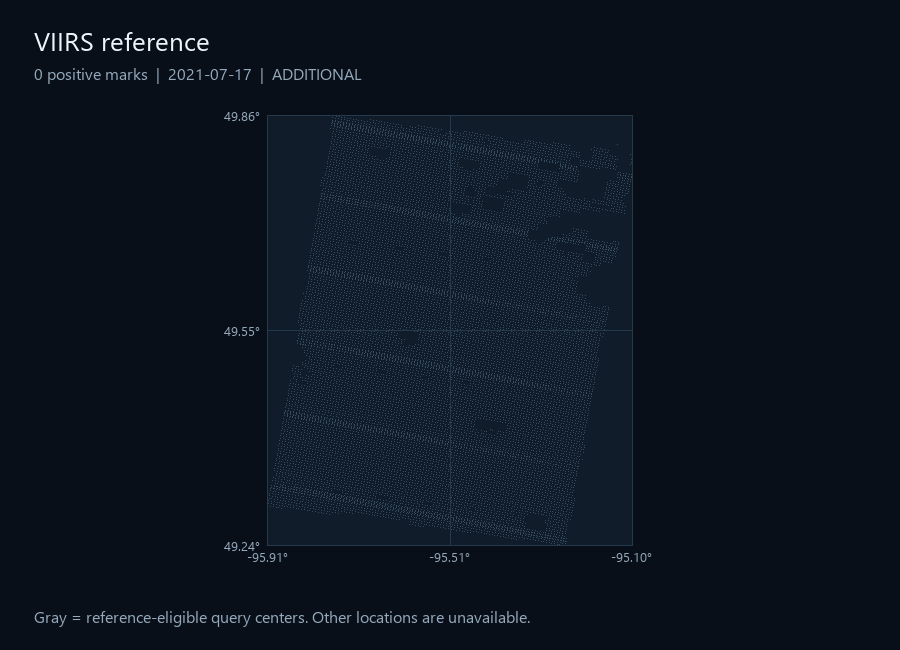 VIIRS reference
0 positive marks | 2021-07-17 | ADDITIONAL
49.86°
49.55°
49.24°
-95.91° -95.51° -95.10°
Gray = reference-eligible query centers. Other locations are unavailable.